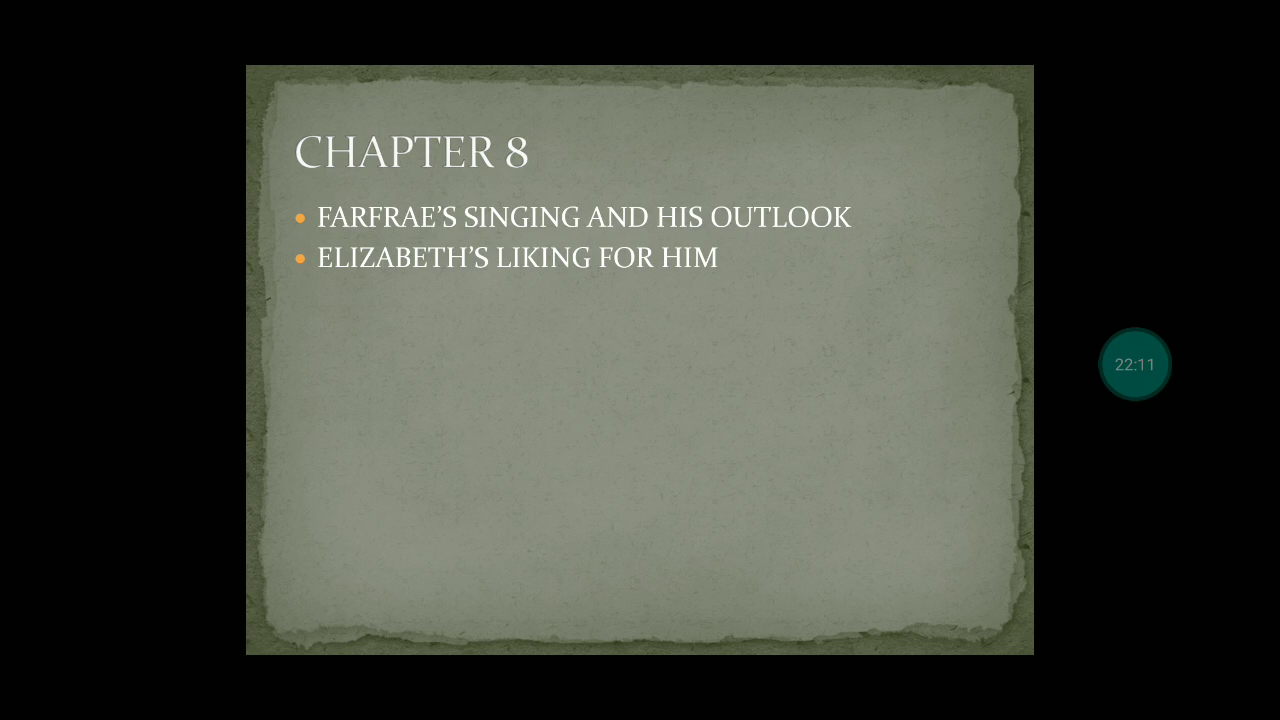 CHAPTER 8
• FARFRAE’S SINGING AND HIS OUTLOOK
• ELIZABETH’S LIKING FOR HIM
22:11